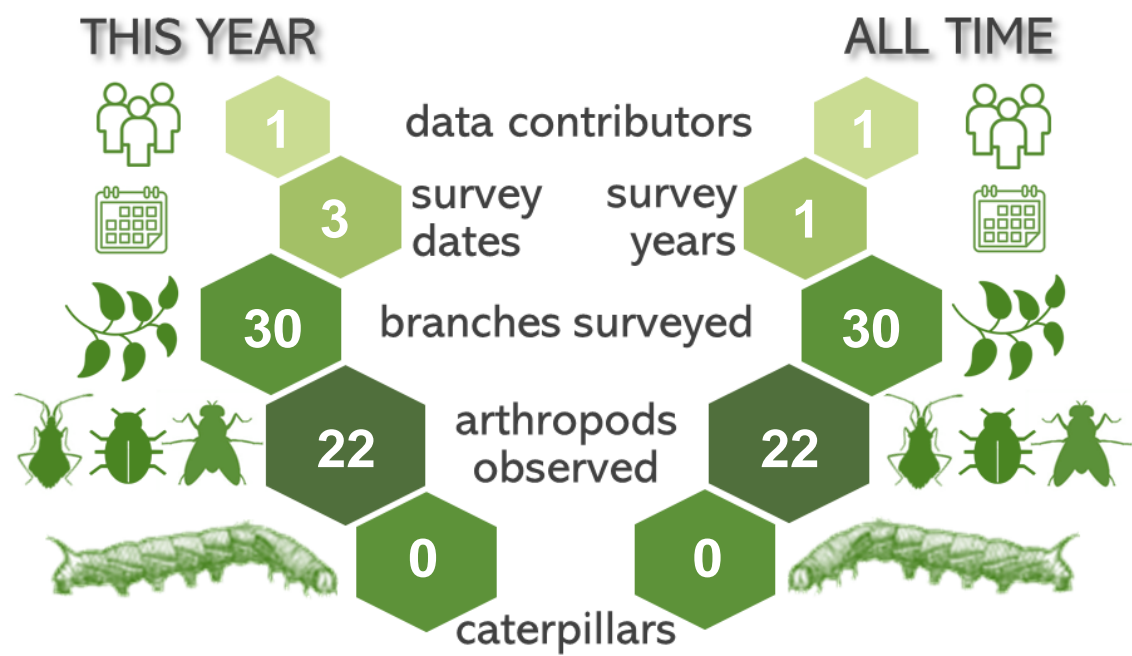 THIS YEAR
ALL TIME
1
data contributors
1
3
survey
dates
survey
years
1
30
branches surveyed
30
22
arthropods
observed
22
0
0
caterpillars